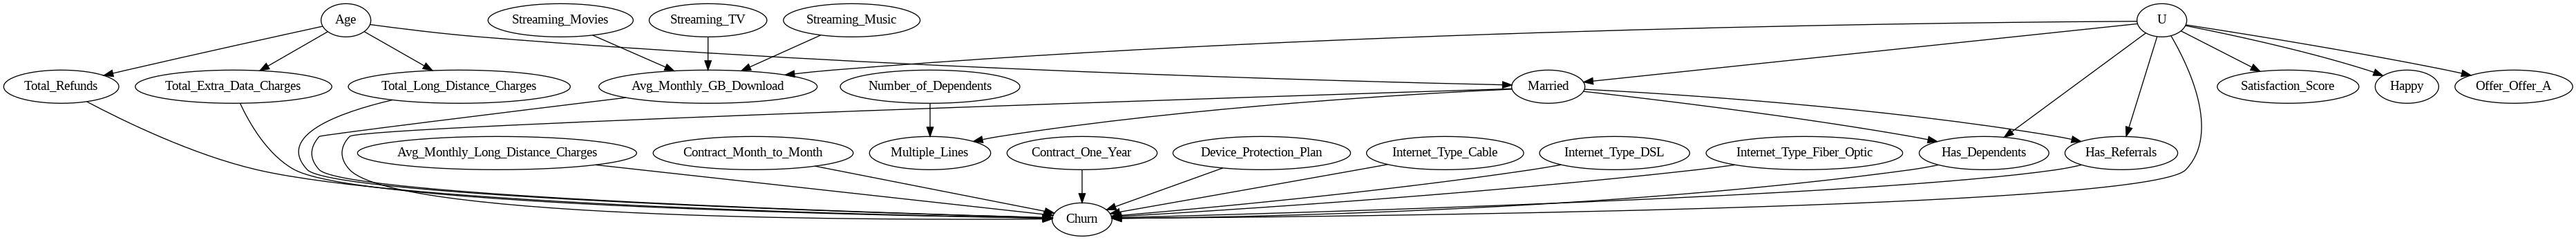 Age
Streaming_Movies
Streaming_TV
Streaming_Music
U
Total_Refunds
Total_Extra_Data_Charges
Total_Long_Distance_Charges
Avg_Monthly_GB_Download
Number_of_Dependents
Married
Satisfaction_Score
Happy
Offer_Offer_A
Avg_Monthly_Long_Distance_Charges
Contract_Month_to_Month
Multiple_Lines
Contract_One_Year
Device_Protection_Plan
Internet_Type_Cable
Internet_Type_DSL
Internet_Type_Fiber_Optic
Has_Dependents
Has_Referrals
Churn